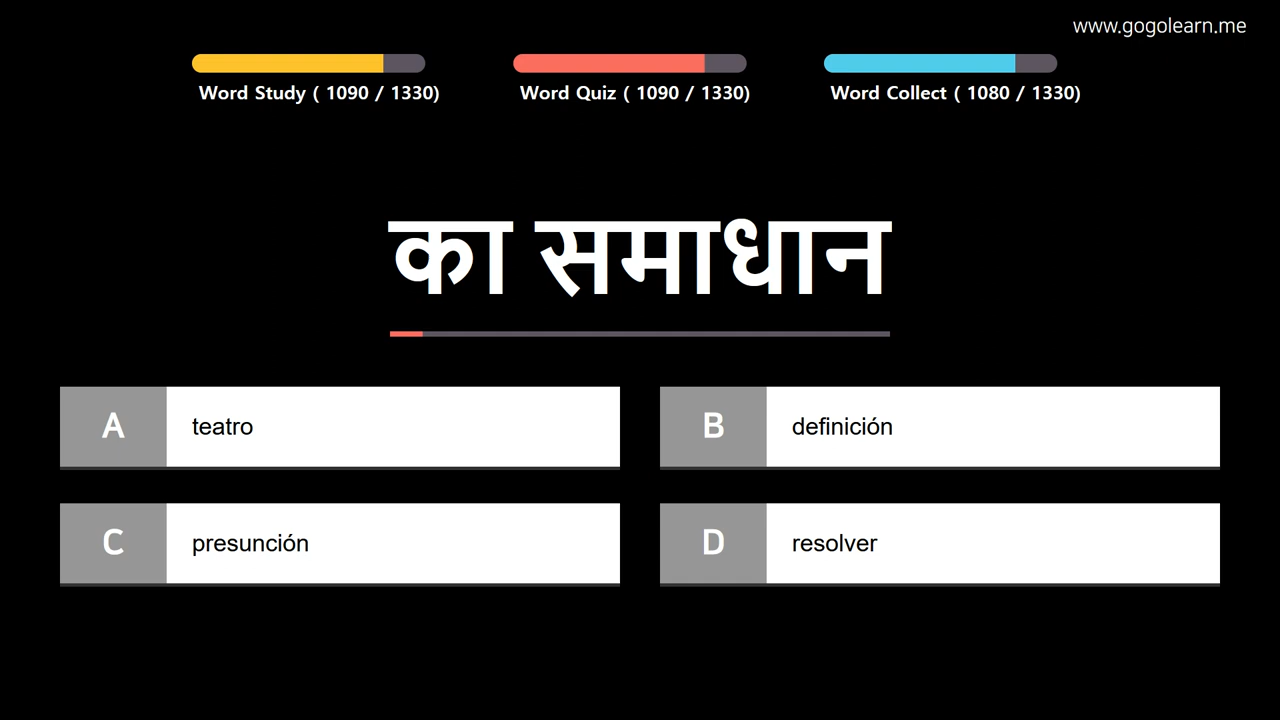 www.gogolearn.me
Word Study ( 1090 / 1330)
Word Quiz ( 1090 / 1330)
Word Collect ( 1080 / 1330)
का समाधान
A teatro
B definición
C presunción
D resolver